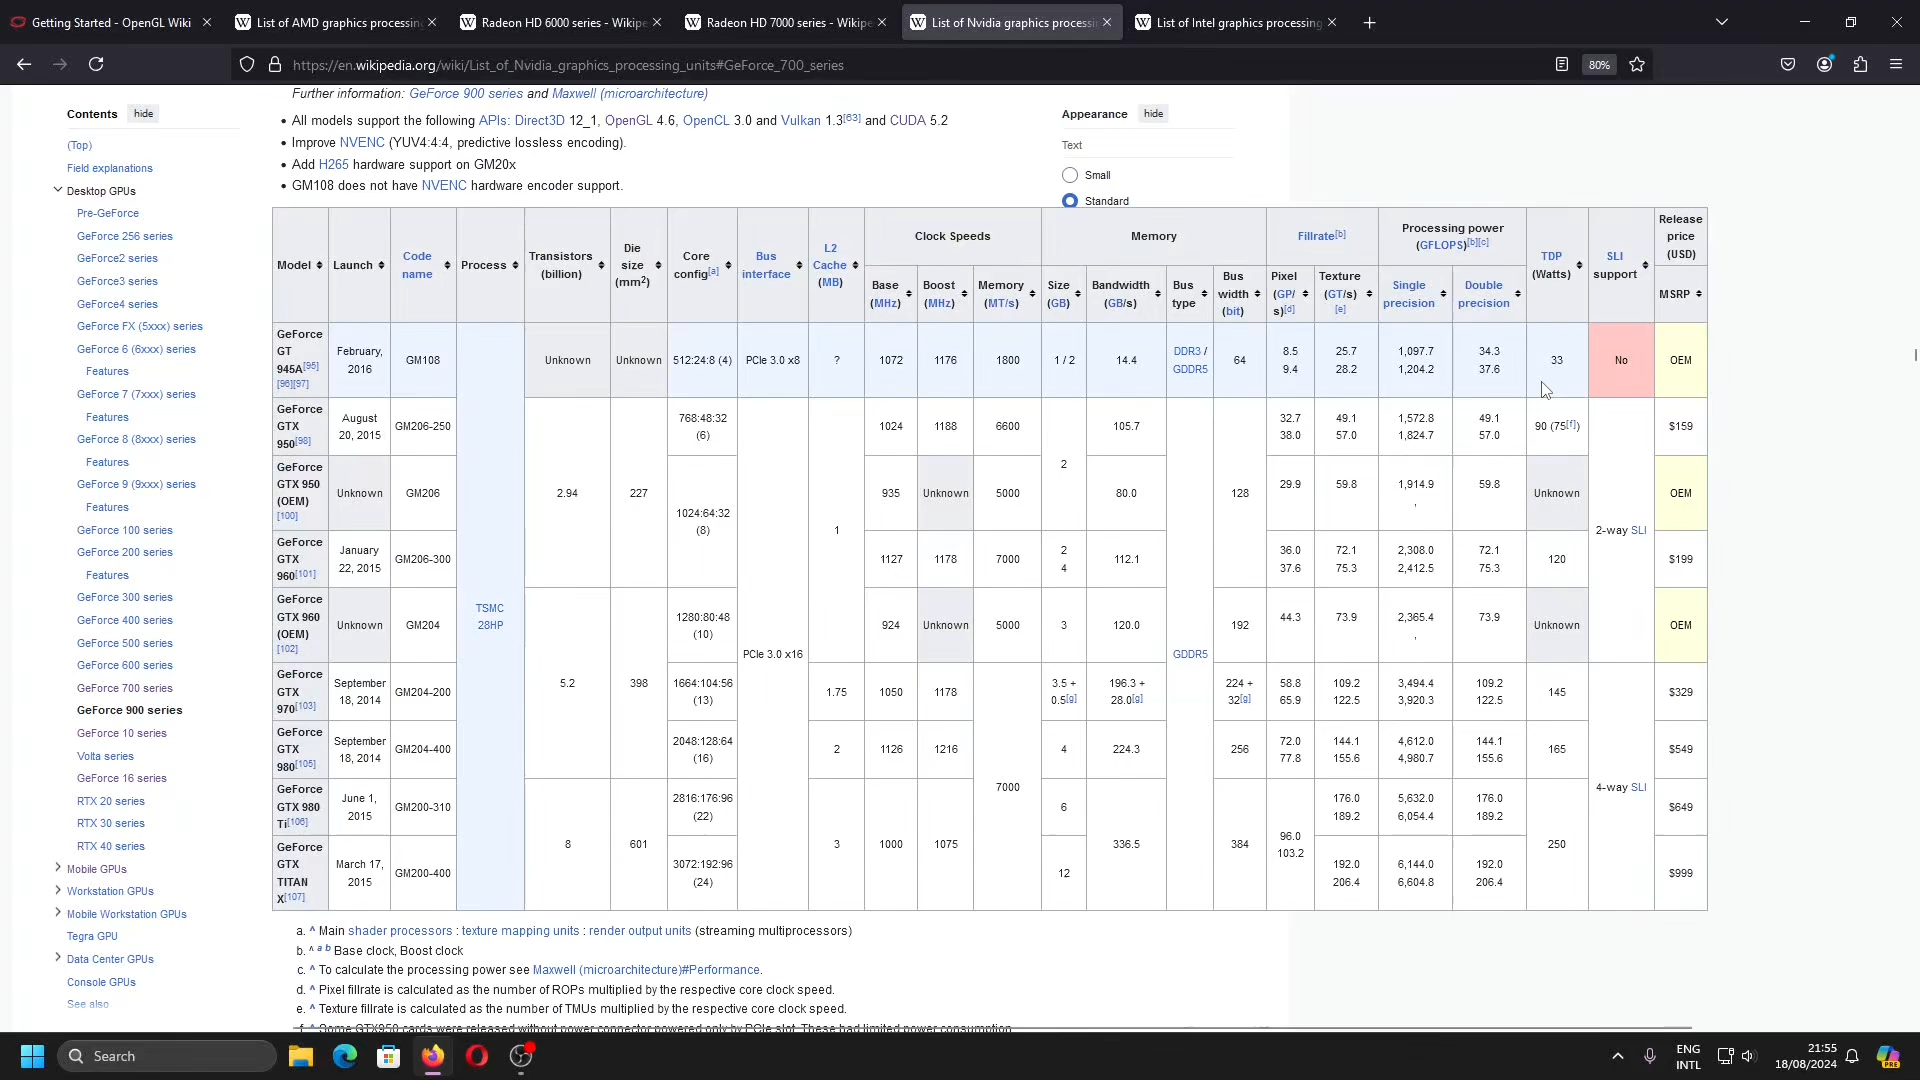 Getting Started - OpenGL Wiki
List of AMD graphics processing
Radeon HD 6000 series - Wikipe
Radeon HD 7000 series - Wikipe
List of Nvidia graphics processi
List of Intel graphics processing
https://en.wikipedia.org/wiki/List_of_Nvidia_graphics_processing_units#GeForce_700_series
80%
Contents hide
(Top)
Field explanations
Desktop GPUs
Pre-GeForce
GeForce 256 series
GeForce2 series
GeForce3 series
GeForce4 series
GeForce FX (5xxx) series
GeForce 6 (6xxx) series
Features
GeForce 7 (7xxx) series
Features
GeForce 8 (8xxx) series
Features
GeForce 9 (9xxx) series
Features
GeForce 100 series
GeForce 200 series
Features
GeForce 300 series
GeForce 400 series
GeForce 500 series
GeForce 600 series
GeForce 700 series
GeForce 900 series
GeForce 10 series
Volta series
GeForce 16 series
RTX 20 series
RTX 30 series
RTX 40 series
Mobile GPUs
Workstation GPUs
Mobile Workstation GPUs
Tegra GPU
Data Center GPUs
Console GPUs
See also
Further information: GeForce 900 series and Maxwell (microarchitecture)
• All models support the following APIs: Direct3D 12_1, OpenGL 4.6, OpenCL 3.0 and Vulkan 1.3[63] and CUDA 5.2
• Improve NVENC (YUV4:4:4, predictive lossless encoding).
• Add H265 hardware support on GM20x
• GM108 does not have NVENC hardware encoder support.
Appearance hide
Text
Small
Standard
Model Launch Code name Process Transistors (billion) Die size (mm2) Core config[a] Bus interface L2 Cache (MB) Clock Speeds Memory Fillrate[b] Processing power (GFLOPS)[b][c] TDP (Watts) SLI support Release price (USD)
Base (MHz) Boost (MHz) Memory (MT/s) Size (GB) Bandwidth (GB/s) Bus type Bus width (bit) Pixel (GP/s)[d] Texture (GT/s) [e] Single precision Double precision MSRP
GeForce GT 945A[95][96][97] February, 2016 GM108 TSMC 28HP Unknown Unknown 512:24:8 (4) PCIe 3.0 x8 ? 1072 1176 1800 1 / 2 14.4 DDR3 / GDDR5 64 8.5 9.4 25.7 28.2 1,097.7 1,204.2 34.3 37.6 33 No OEM
GeForce GTX 950[98] August 20, 2015 GM206-250 2.94 227 768:48:32 (6) PCIe 3.0 x16 1 1024 1188 6600 2 105.7 GDDR5 128 32.7 38.0 49.1 57.0 1,572.8 1,824.7 49.1 57.0 90 (75[f]) 2-way SLI $159
GeForce GTX 950 (OEM) [100] Unknown GM206 1024:64:32 (8) 935 Unknown 5000 80.0 29.9 59.8 1,914.9 , 59.8 Unknown OEM
GeForce GTX 960[101] January 22, 2015 GM206-300 1127 1178 7000 2 4 112.1 36.0 37.6 72.1 75.3 2,308.0 2,412.5 72.1 75.3 120 $199
GeForce GTX 960 (OEM) [102] Unknown GM204 5.2 398 1280:80:48 (10) 924 Unknown 5000 3 120.0 192 44.3 73.9 2,365.4 , 73.9 Unknown OEM
GeForce GTX 970[103] September 18, 2014 GM204-200 1664:104:56 (13) 1.75 1050 1178 7000 3.5 + 0.5[g] 196.3 + 28.0[g] 224 + 32[g] 58.8 65.9 109.2 122.5 3,494.4 3,920.3 109.2 122.5 145 4-way SLI $329
GeForce GTX 980[105] September 18, 2014 GM204-400 2048:128:64 (16) 2 1126 1216 4 224.3 256 72.0 77.8 144.1 155.6 4,612.0 4,980.7 144.1 155.6 165 $549
GeForce GTX 980 Ti[106] June 1, 2015 GM200-310 8 601 2816:176:96 (22) 3 1000 1075 6 336.5 384 96.0 103.2 176.0 189.2 5,632.0 6,054.4 176.0 189.2 250 $649
GeForce GTX TITAN X[107] March 17, 2015 GM200-400 3072:192:96 (24) 12 192.0 206.4 6,144.0 6,604.8 192.0 206.4 $999
a. ^ Main shader processors : texture mapping units : render output units (streaming multiprocessors)
b. ^ a b Base clock, Boost clock
c. ^ To calculate the processing power see Maxwell (microarchitecture)#Performance.
d. ^ Pixel fillrate is calculated as the number of ROPs multiplied by the respective core clock speed.
e. ^ Texture fillrate is calculated as the number of TMUs multiplied by the respective core clock speed.
f. ^ Some GTX950 cards were released without power connector powered only by PCIe slot. These had limited power consumption
Search
ENG
INTL
21:55
18/08/2024
PRE